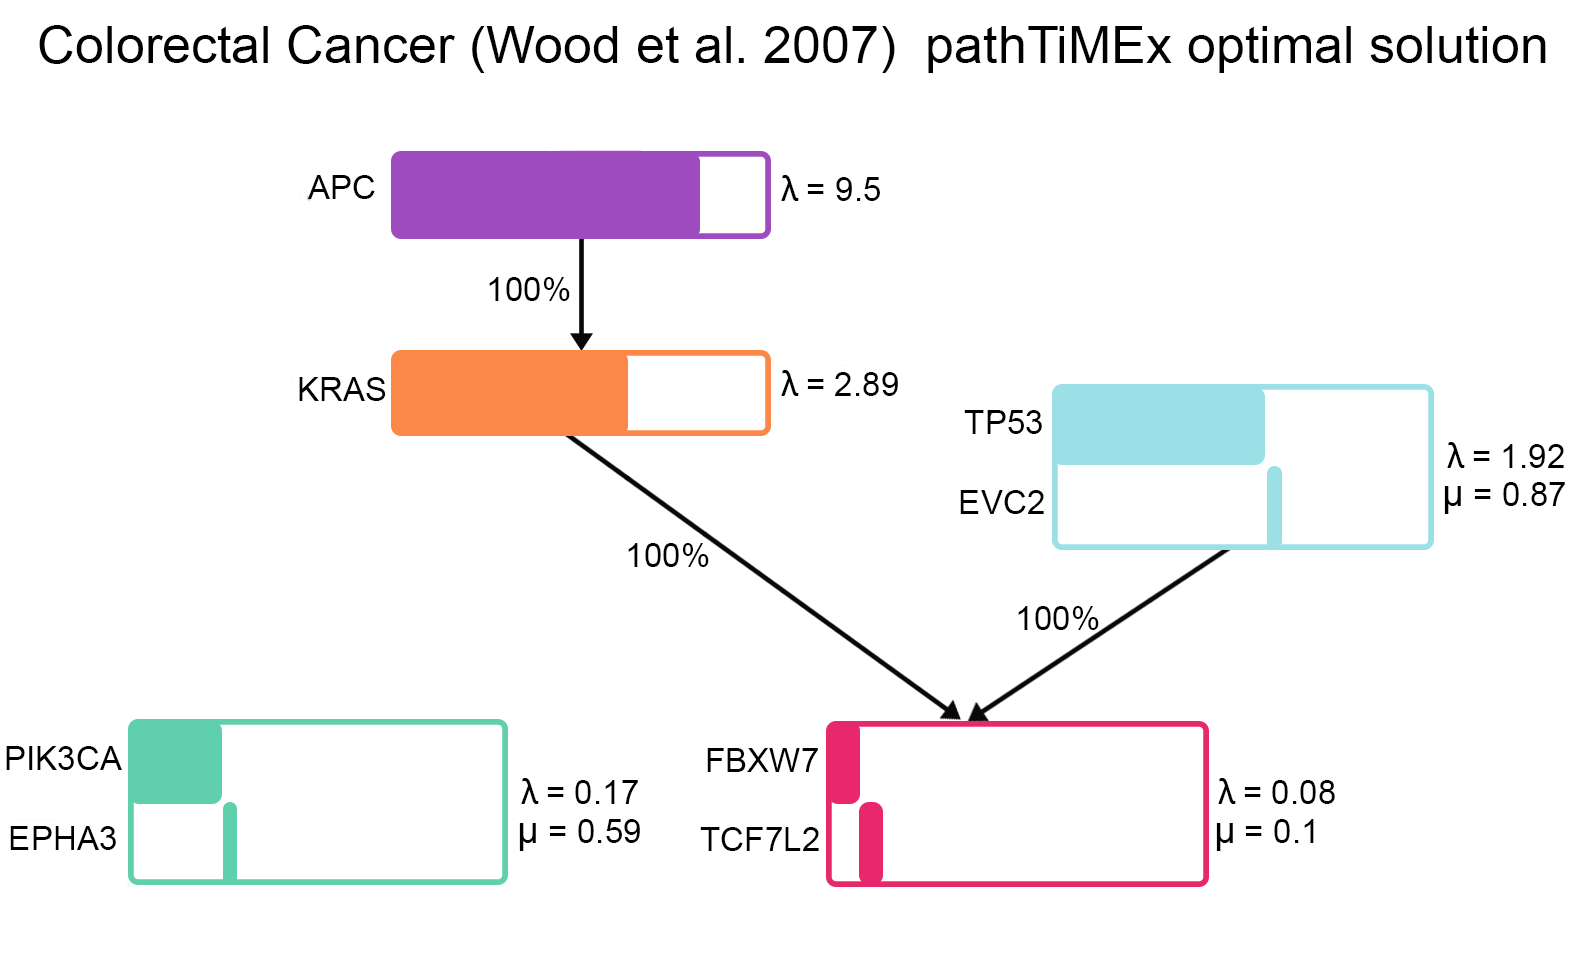 Colorectal Cancer (Wood et al. 2007)  pathTiMEx optimal solution
APC
λ = 9.5
100%
KRAS
λ = 2.89
TP53
EVC2
λ = 1.92
μ = 0.87
100%
100%
PIK3CA
EPHA3
λ = 0.17
μ = 0.59
FBXW7
TCF7L2
λ = 0.08
μ = 0.1